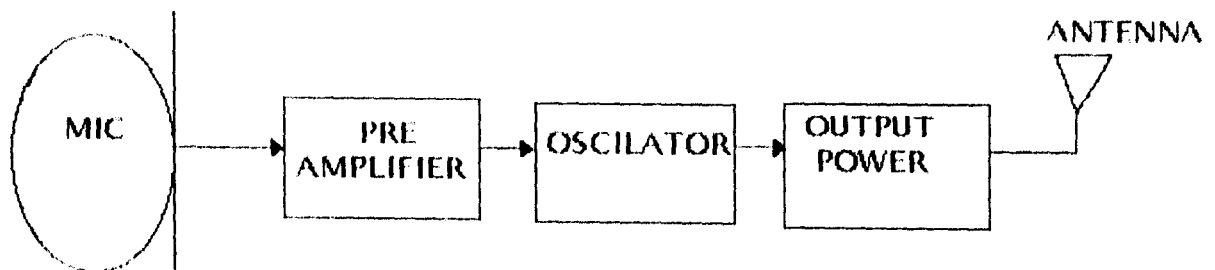 ANTENNA
MIC
PRE
AMPLIFIER
OSCILATOR
OUTPUT
POWER